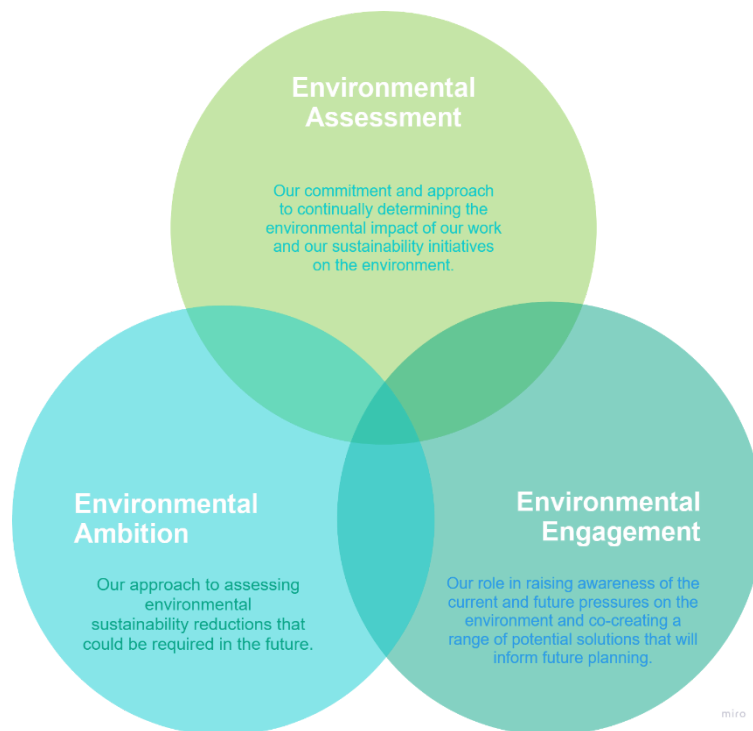 Environmental
Assessment
Our commitment and approach
to continually determining the
environmental impact of our work
and our sustainability initiatives
on the environment.
Environmental
Ambition
Our approach to assessing
environmental
sustainability reductions that
could be required in the future.
Environmental
Engagement
Our role in raising awareness of the
current and future pressures on the
environment and co-creating a
range of potential solutions that will
inform future planning.
miro